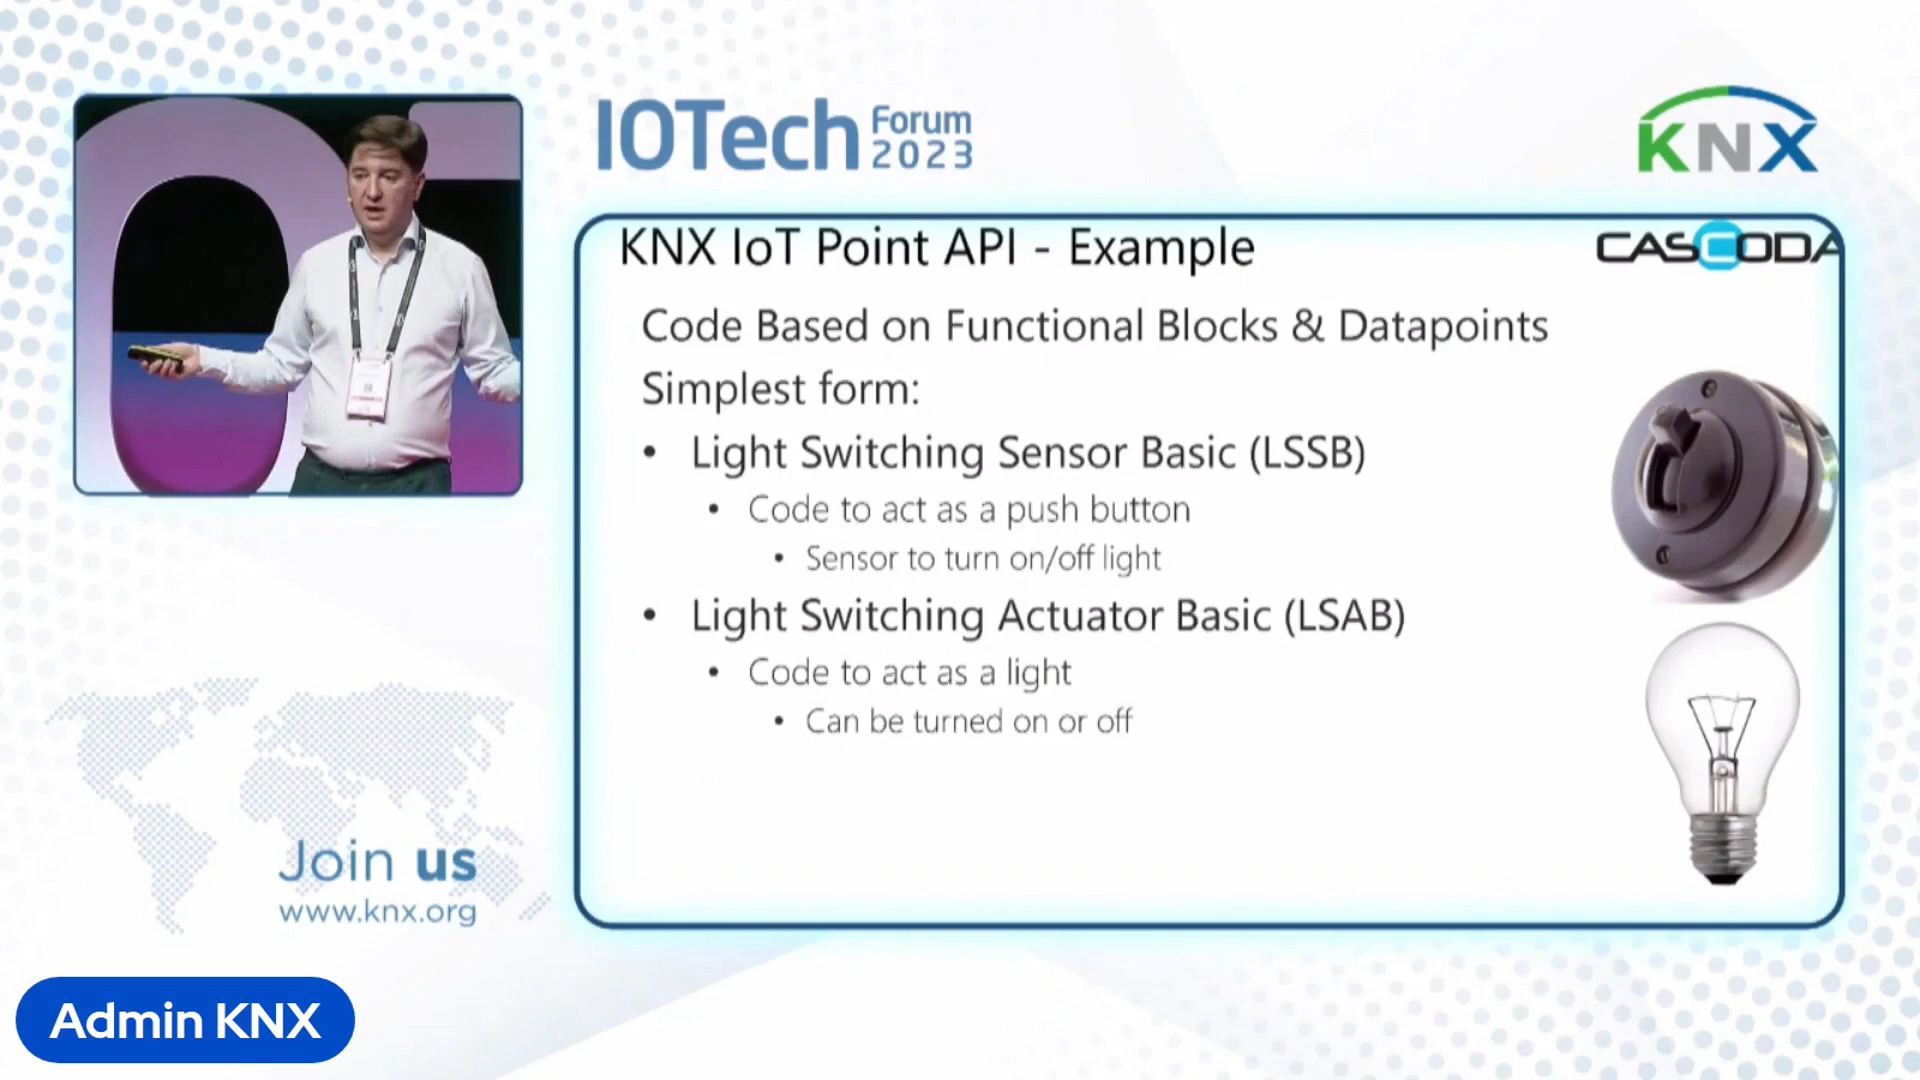 IOTech Forum 2023
KNX
KNX IoT Point API - Example
CASCODA
Code Based on Functional Blocks & Datapoints
Simplest form:
• Light Switching Sensor Basic (LSSB)
• Code to act as a push button
• Sensor to turn on/off light
• Light Switching Actuator Basic (LSAB)
• Code to act as a light
• Can be turned on or off
Join us
www.knx.org
Admin KNX